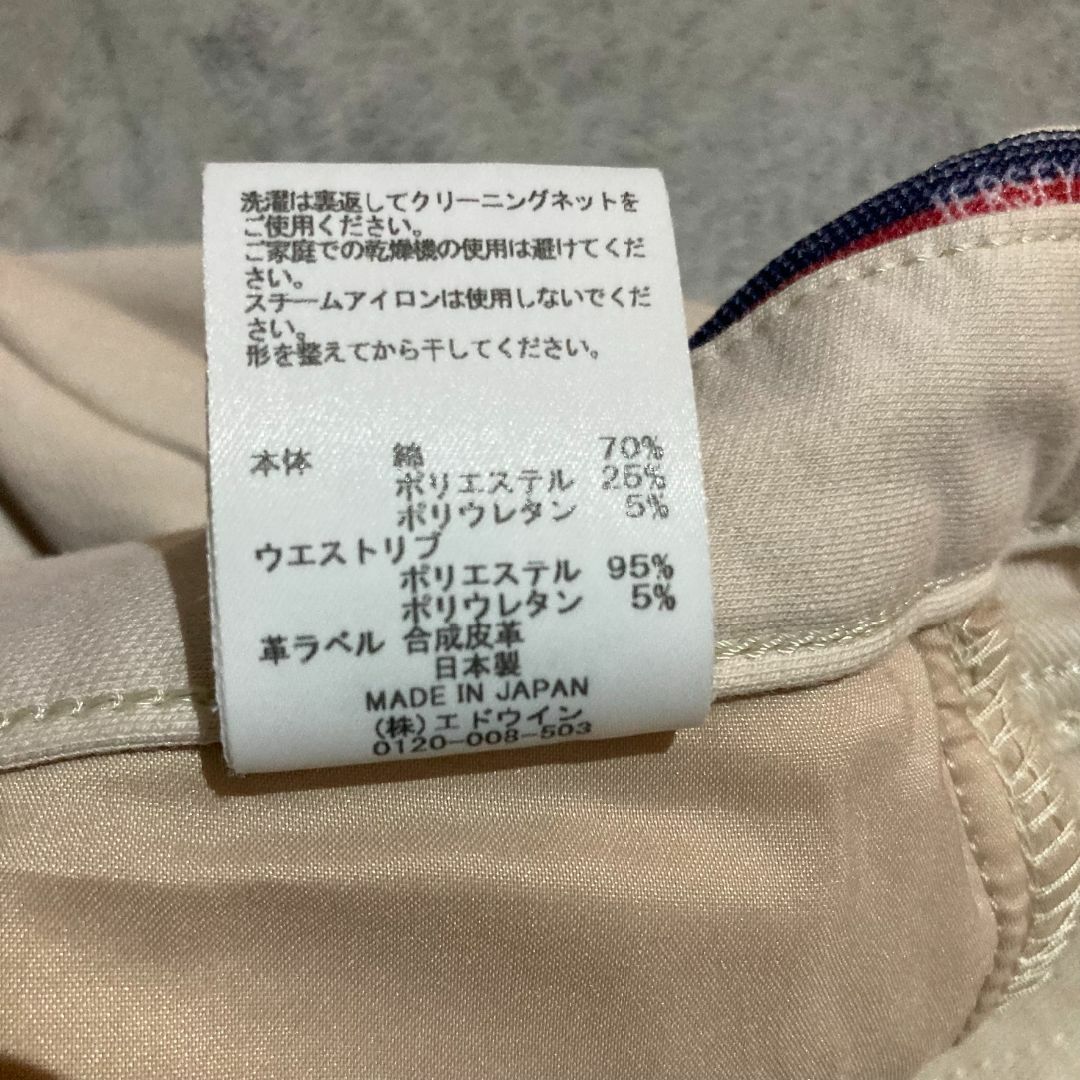 洗濯は裏返してクリーニングネットを
ご使用ください。
ご家庭での乾燥機の使用は避けてくだ
さい。
スチームアイロンは使用しないでくだ
さい。
形を整えてから干してください。
本体 綿 70%
ポリエステル 25%
ポリウレタン 5%
ウエストリブ
ポリエステル 95%
ポリウレタン 5%
革ラベル 合成皮革
日本製
MADE IN JAPAN
(株)エドウイン
0120-008-503